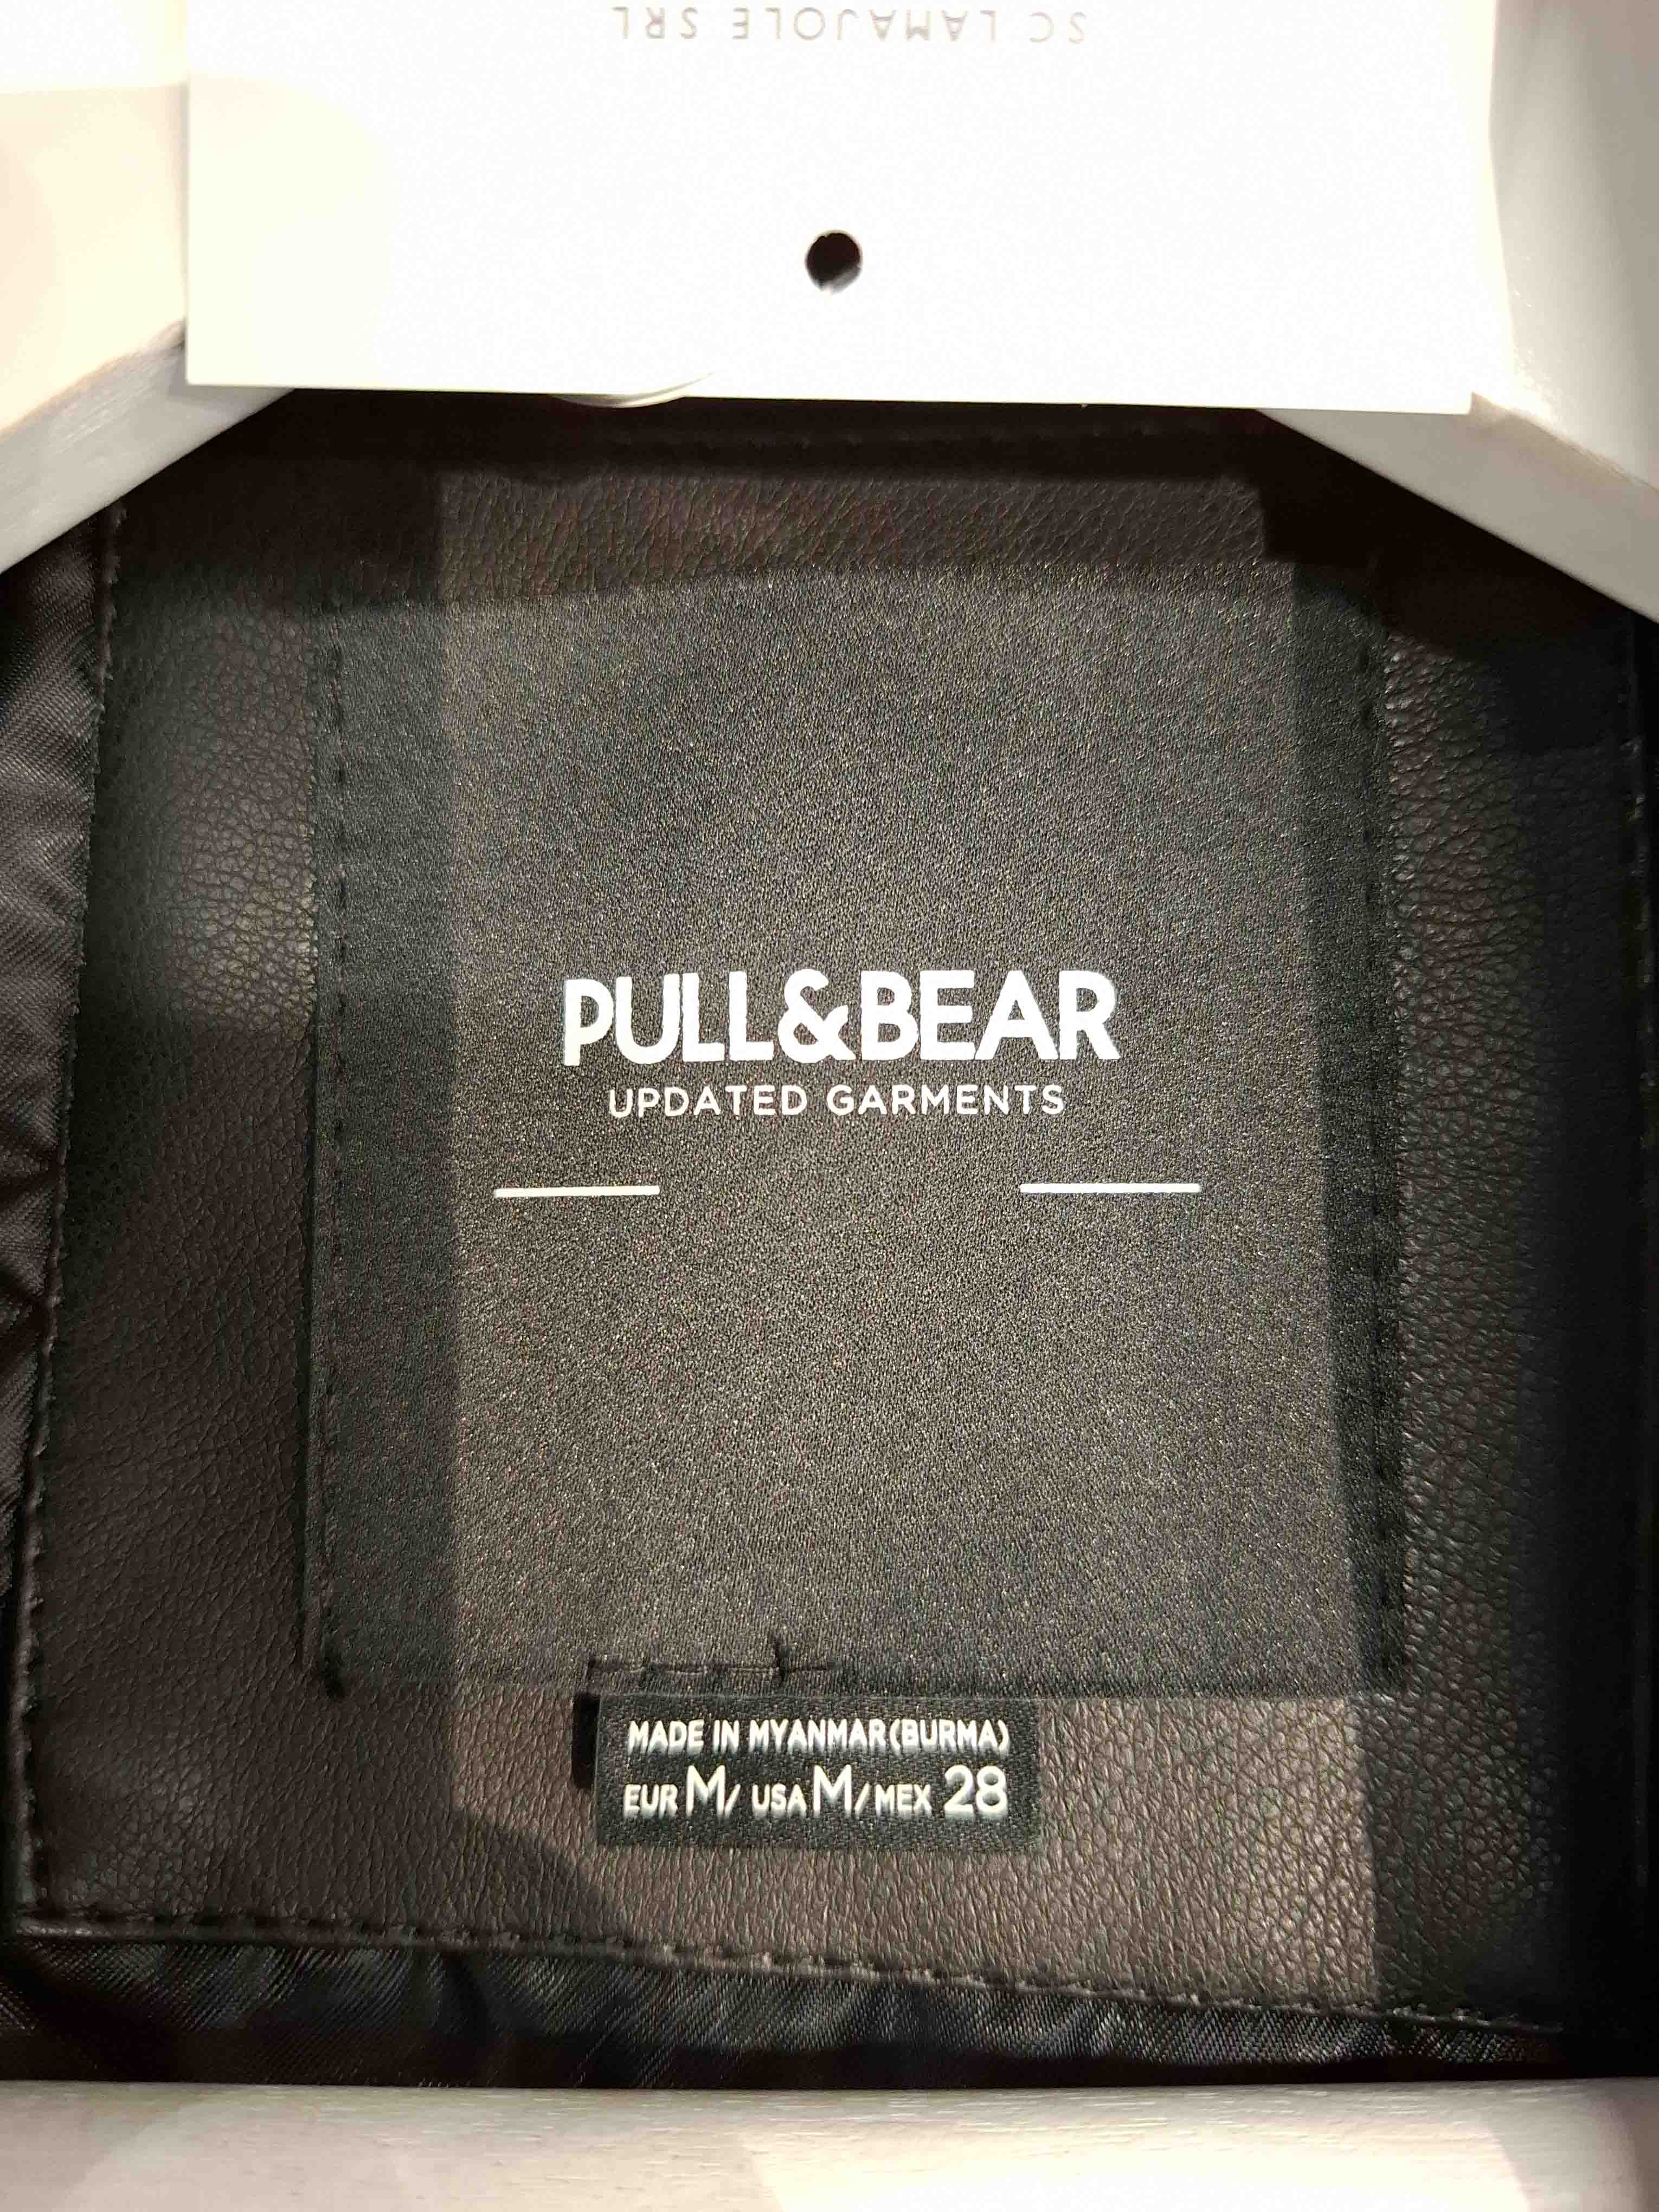 SC LAMAJOLE SRL
PULL&BEAR
UPDATED GARMENTS
MADE IN MYANMAR(BURMA)
EUR M/ USA M/MEX 28